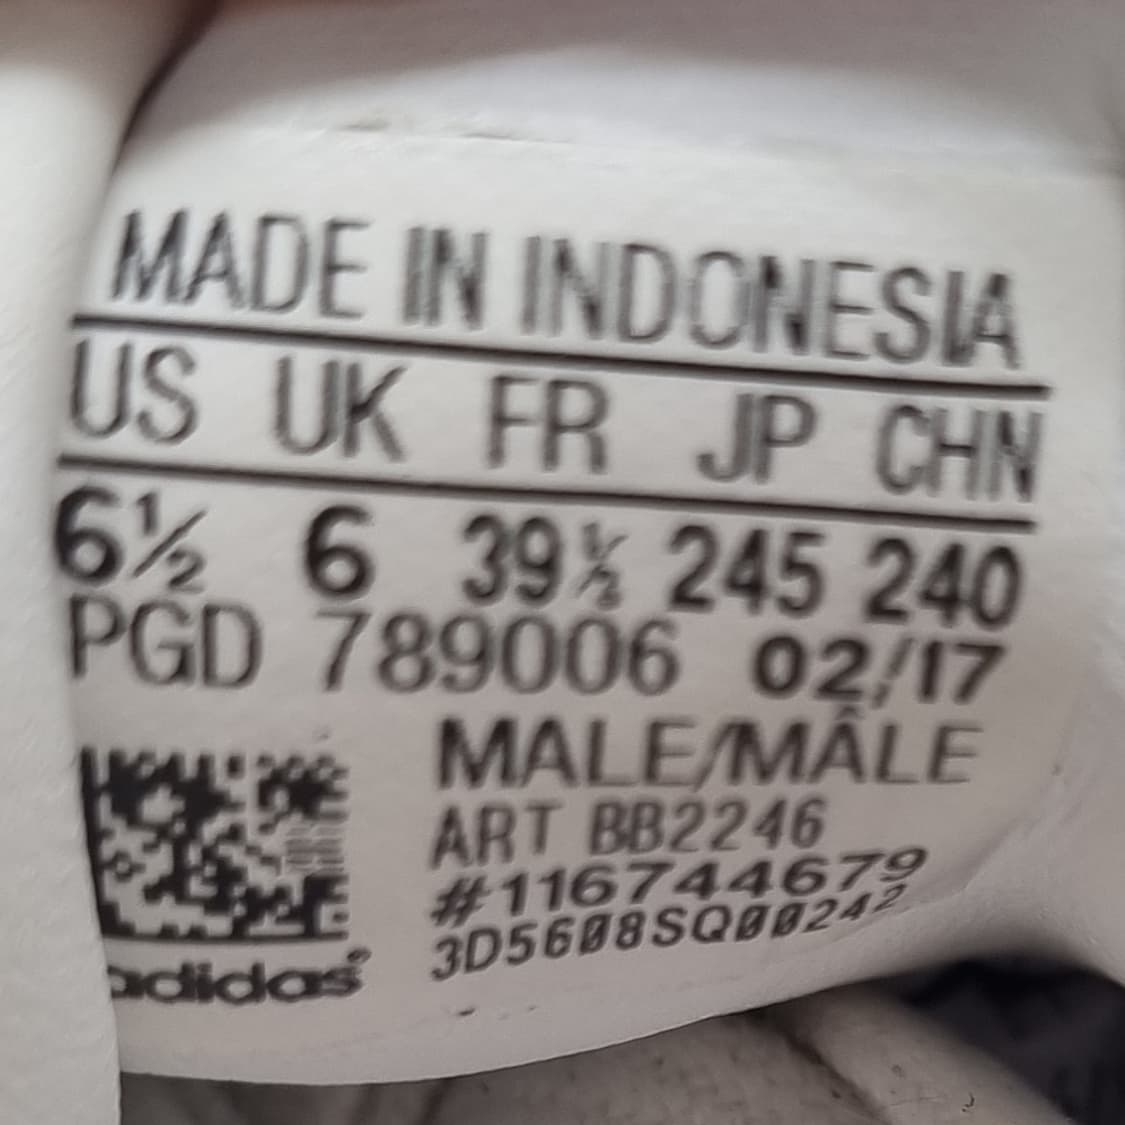 MADE IN INDONESIA
US UK FR JP CHN
6½ 6 39½ 245 240
PGD 789006 02/17
MALE/MÂLE
ART BB2246
#116744679
3D5608SQ00242
adidas